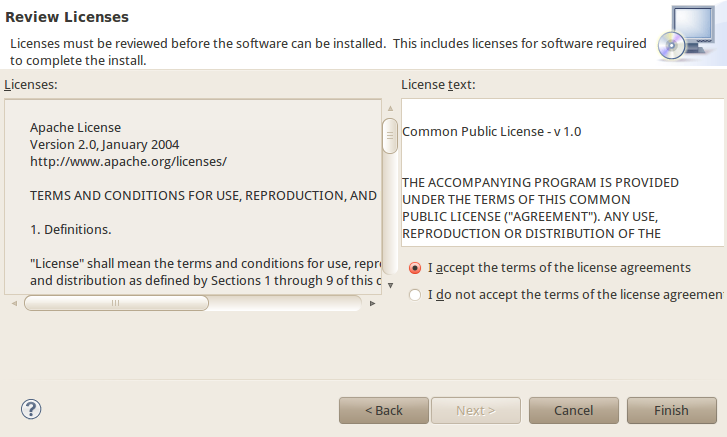 Review Licenses
Licenses must be reviewed before the software can be installed.  This includes licenses for software required
to complete the install.
Licenses:
Apache License
Version 2.0, January 2004
http://www.apache.org/licenses/
TERMS AND CONDITIONS FOR USE, REPRODUCTION, AND
1. Definitions.
"License" shall mean the terms and conditions for use, repr
and distribution as defined by Sections 1 through 9 of this d
License text:
Common Public License - v 1.0
THE ACCOMPANYING PROGRAM IS PROVIDED
UNDER THE TERMS OF THIS COMMON
PUBLIC LICENSE ("AGREEMENT"). ANY USE,
REPRODUCTION OR DISTRIBUTION OF THE
I accept the terms of the license agreements
I do not accept the terms of the license agreemen
?
< Back
Next >
Cancel
Finish